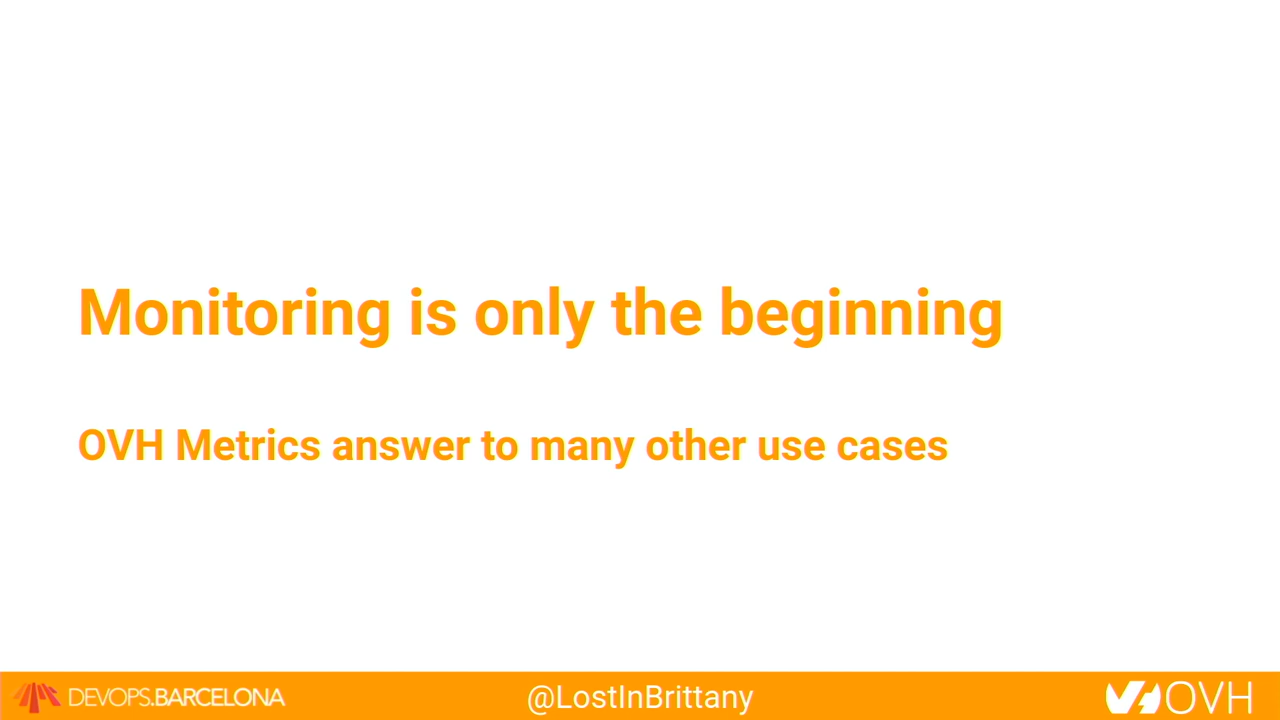 Monitoring is only the beginning
OVH Metrics answer to many other use cases
DEVOPS.BARCELONA
@LostInBrittany
OVH